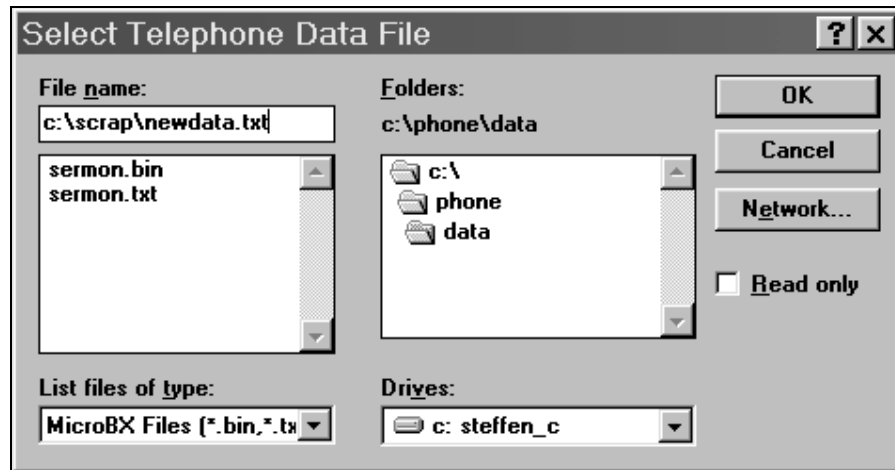 Select Telephone Data File
File name:
c:\scrap\newdata.txt
sermon.bin
sermon.txt
List files of type:
MicroBX Files (*.bin,*.tx
Folders:
c:\phone\data
c:\
phone
data
Drives:
c: steffen_c
OK
Cancel
Network...
Read only